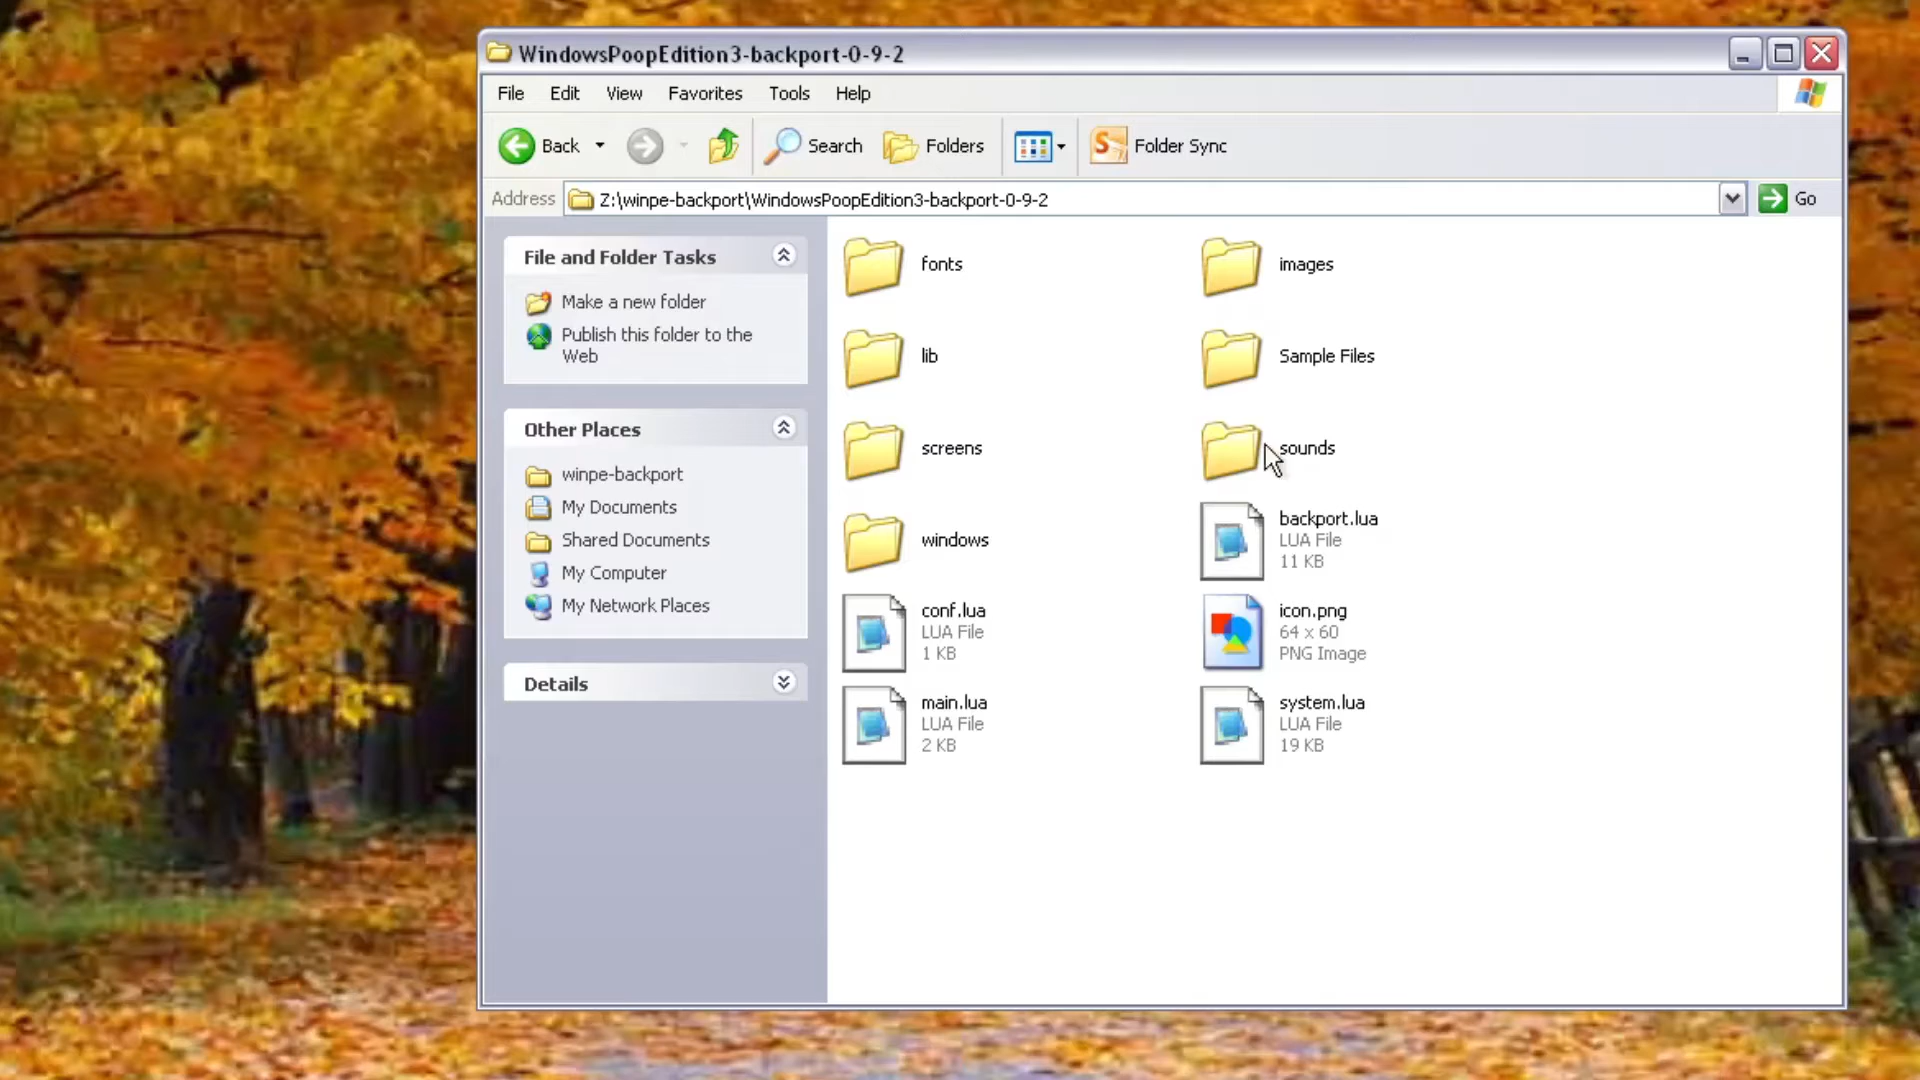 WindowsPoopEdition3-backport-0-9-2
File Edit View Favorites Tools Help
Back Search Folders Folder Sync
Address Z:\winpe-backport\WindowsPoopEdition3-backport-0-9-2 Go
File and Folder Tasks
Make a new folder
Publish this folder to the
Web
Other Places
winpe-backport
My Documents
Shared Documents
My Computer
My Network Places
Details
fonts
images
lib
Sample Files
screens
sounds
windows
backport.lua
LUA File
11 KB
conf.lua
LUA File
1 KB
icon.png
64 x 60
PNG Image
main.lua
LUA File
2 KB
system.lua
LUA File
19 KB